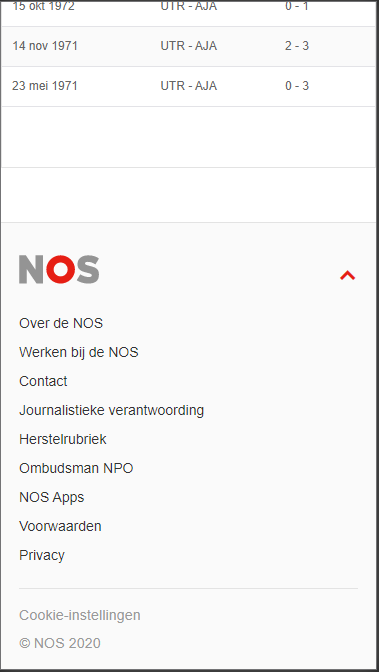 15 okt 1972 UTR - AJA 0 - 1
14 nov 1971 UTR - AJA 2 - 3
23 mei 1971 UTR - AJA 0 - 3
NOS
Over de NOS
Werken bij de NOS
Contact
Journalistieke verantwoording
Herstelrubriek
Ombudsman NPO
NOS Apps
Voorwaarden
Privacy
Cookie-instellingen
© NOS 2020